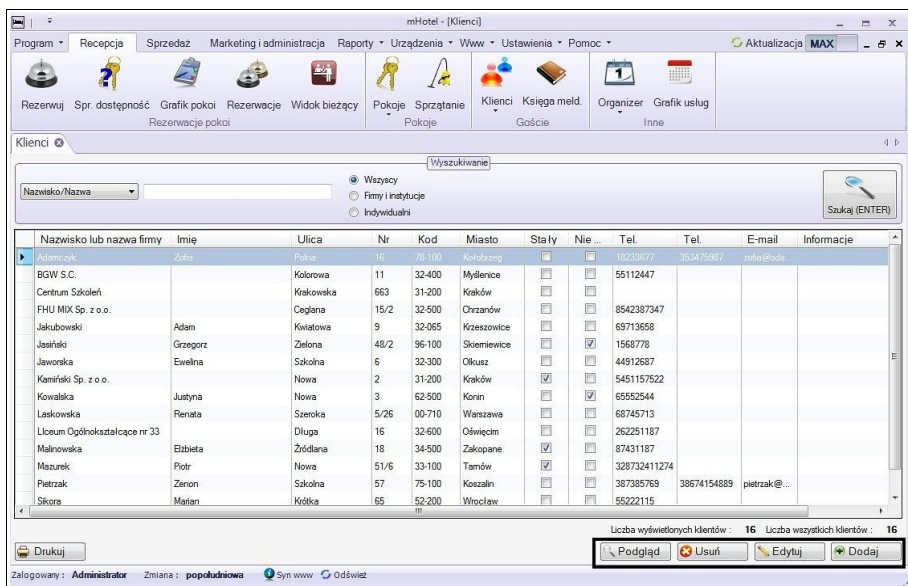 mHotel - [Klienci]
Program Recepcja Sprzedaż Marketing i administracja Raporty Urządzenia Www Ustawienia Pomoc Aktualizacja MAX
Rezerwuj Spr. dostępność Grafik pokoi Rezerwacje Widok bieżący Pokoje Sprzątanie Klienci Księga meld. Organizer Grafik usług
Rezerwacje pokoi Pokoje Goście Inne
Klienci
Wyszukiwanie
Nazwisko/Nazwa
Wszyscy
Firmy i instytucje
Indywidualni
Szukaj (ENTER)
Nazwisko lub nazwa firmy Imię Ulica Nr Kod Miasto Stały Nie ... Tel. Tel. E-mail Informacje
Adamczyk Zofia Polna 16 78-100 Kołobrzeg 18233677 353475987 zofia@ada...
BGW S.C. Kolorowa 11 32-400 Myślenice 55112447
Centrum Szkoleń Krakowska 663 31-200 Kraków
FHU MIX Sp. z o.o. Ceglana 15/2 32-500 Chrzanów 8542387347
Jakubowski Adam Kwiatowa 9 32-065 Krzeszowice 69713658
Jasiński Grzegorz Zielona 48/2 96-100 Skierniewice 1568778
Jaworska Ewelina Szkolna 6 32-300 Olkusz 44912687
Kamiński Sp. z o.o. Nowa 2 31-200 Kraków 5451157522
Kowalska Justyna Nowa 3 62-500 Konin 65552544
Laskowska Renata Szeroka 5/26 00-710 Warszawa 68745713
LIceum Ogólnokształcące nr 33 Długa 16 32-600 Oświęcim 262251187
Malinowska Elżbieta Źródlana 18 34-500 Zakopane 87431187
Mazurek Piotr Nowa 51/6 33-100 Tarnów 328732411274
Pietrzak Zenon Szkolna 57 75-100 Koszalin 387385769 38674154889 pietrzak@...
Sikora Marian Krótka 65 52-200 Wrocław 55222115
Liczba wyświetlonych klientów : 16 Liczba wszystkich klientów : 16
Drukuj Podgląd Usuń Edytuj Dodaj
Zalogowany : Administrator Zmiana : popołudniowa Syn www Odśwież